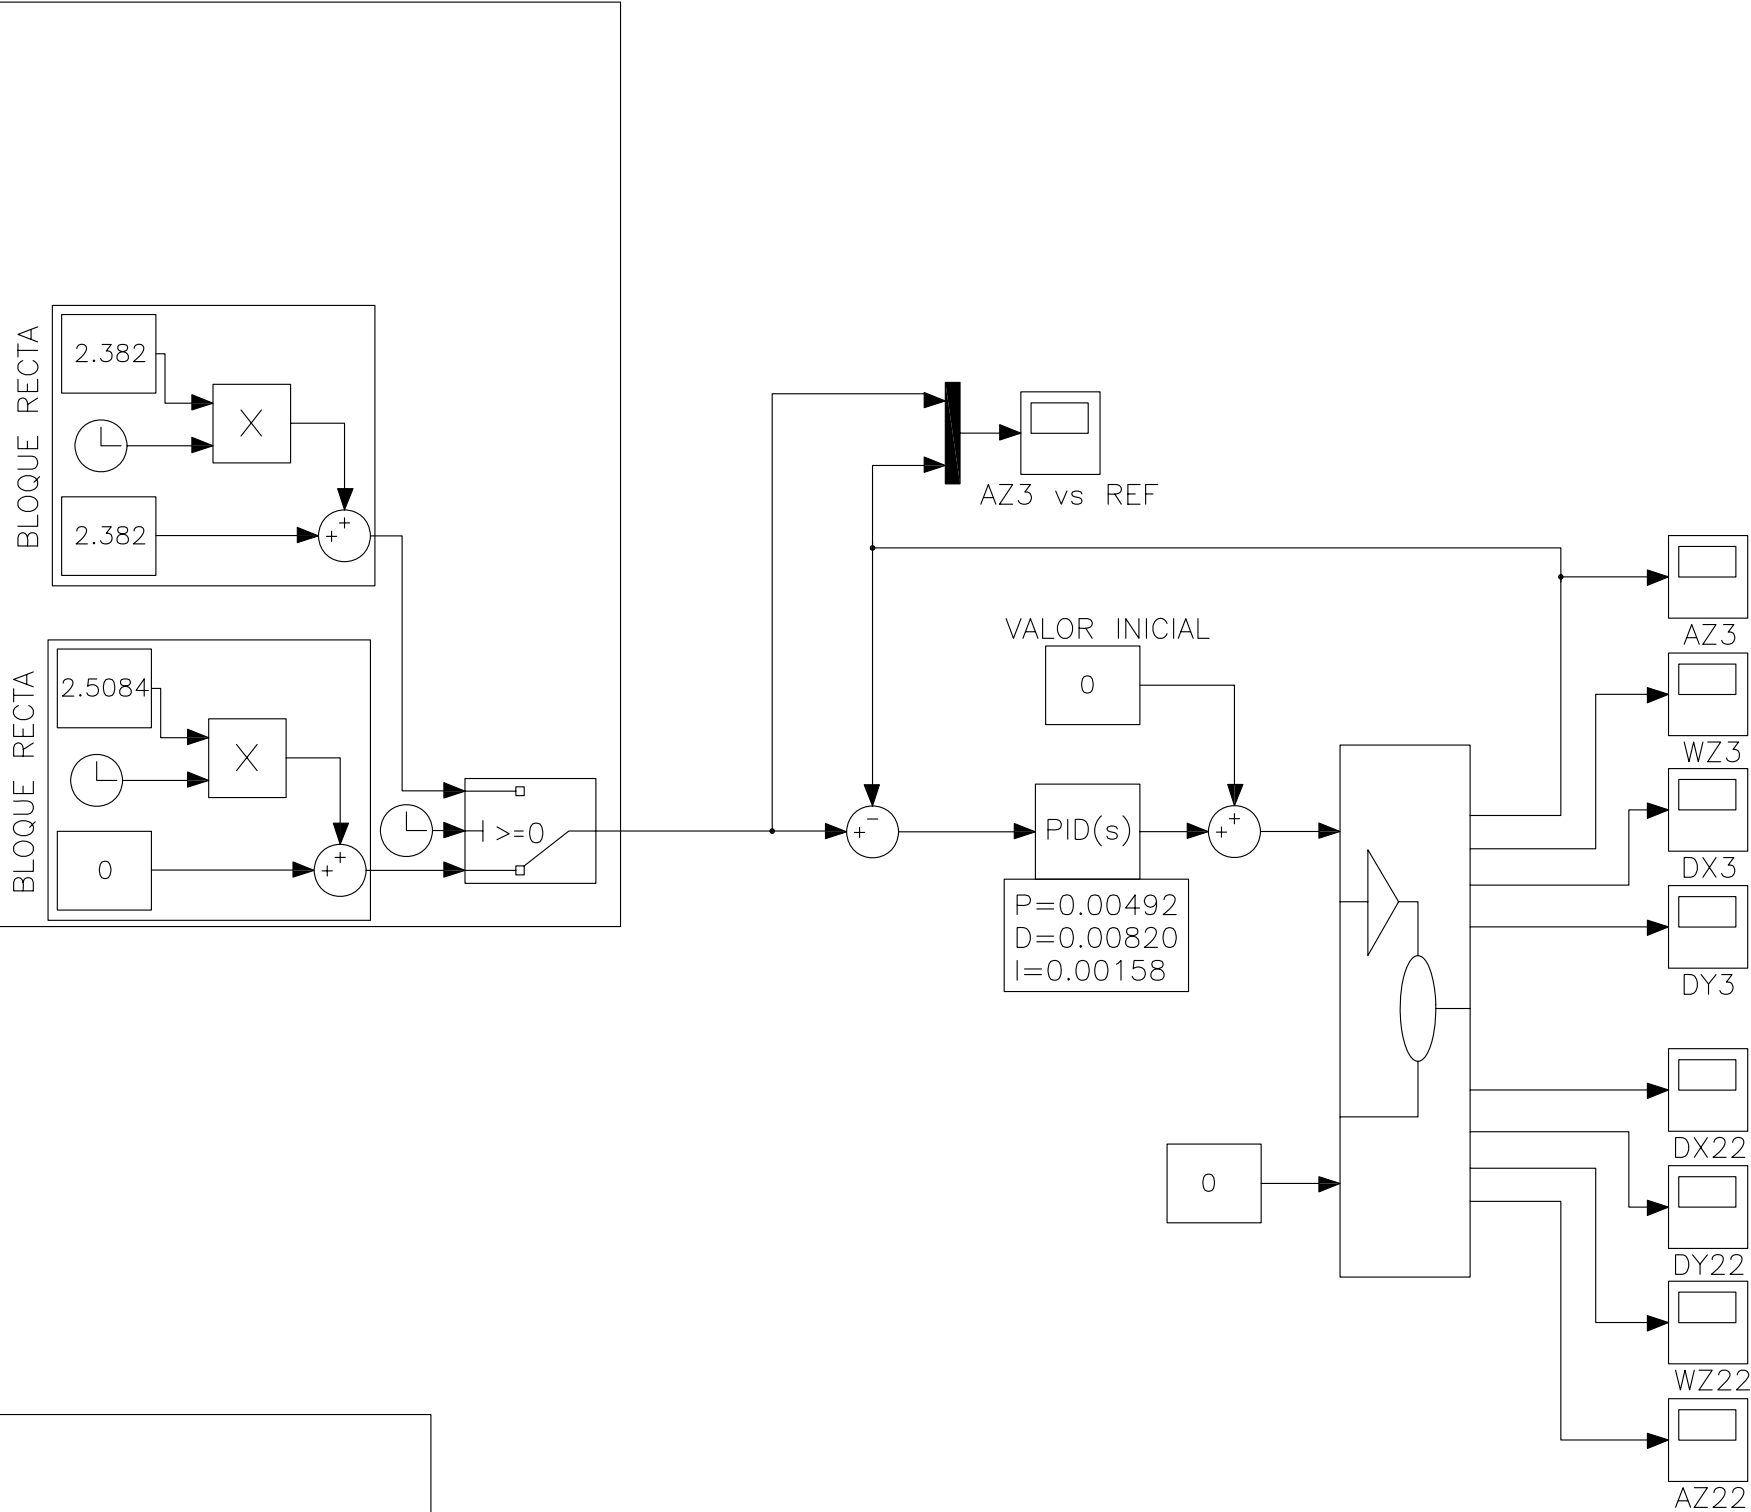 BLOQUE RECTA
2.382
X
2.382
+
+
BLOQUE RECTA
2.5084
X
0
+
+
>=0
AZ3 vs REF
VALOR INICIAL
0
−
+
PID(s)
+
+
P=0.00492
D=0.00820
I=0.00158
0
AZ3
WZ3
DX3
DY3
DX22
DY22
WZ22
AZ22